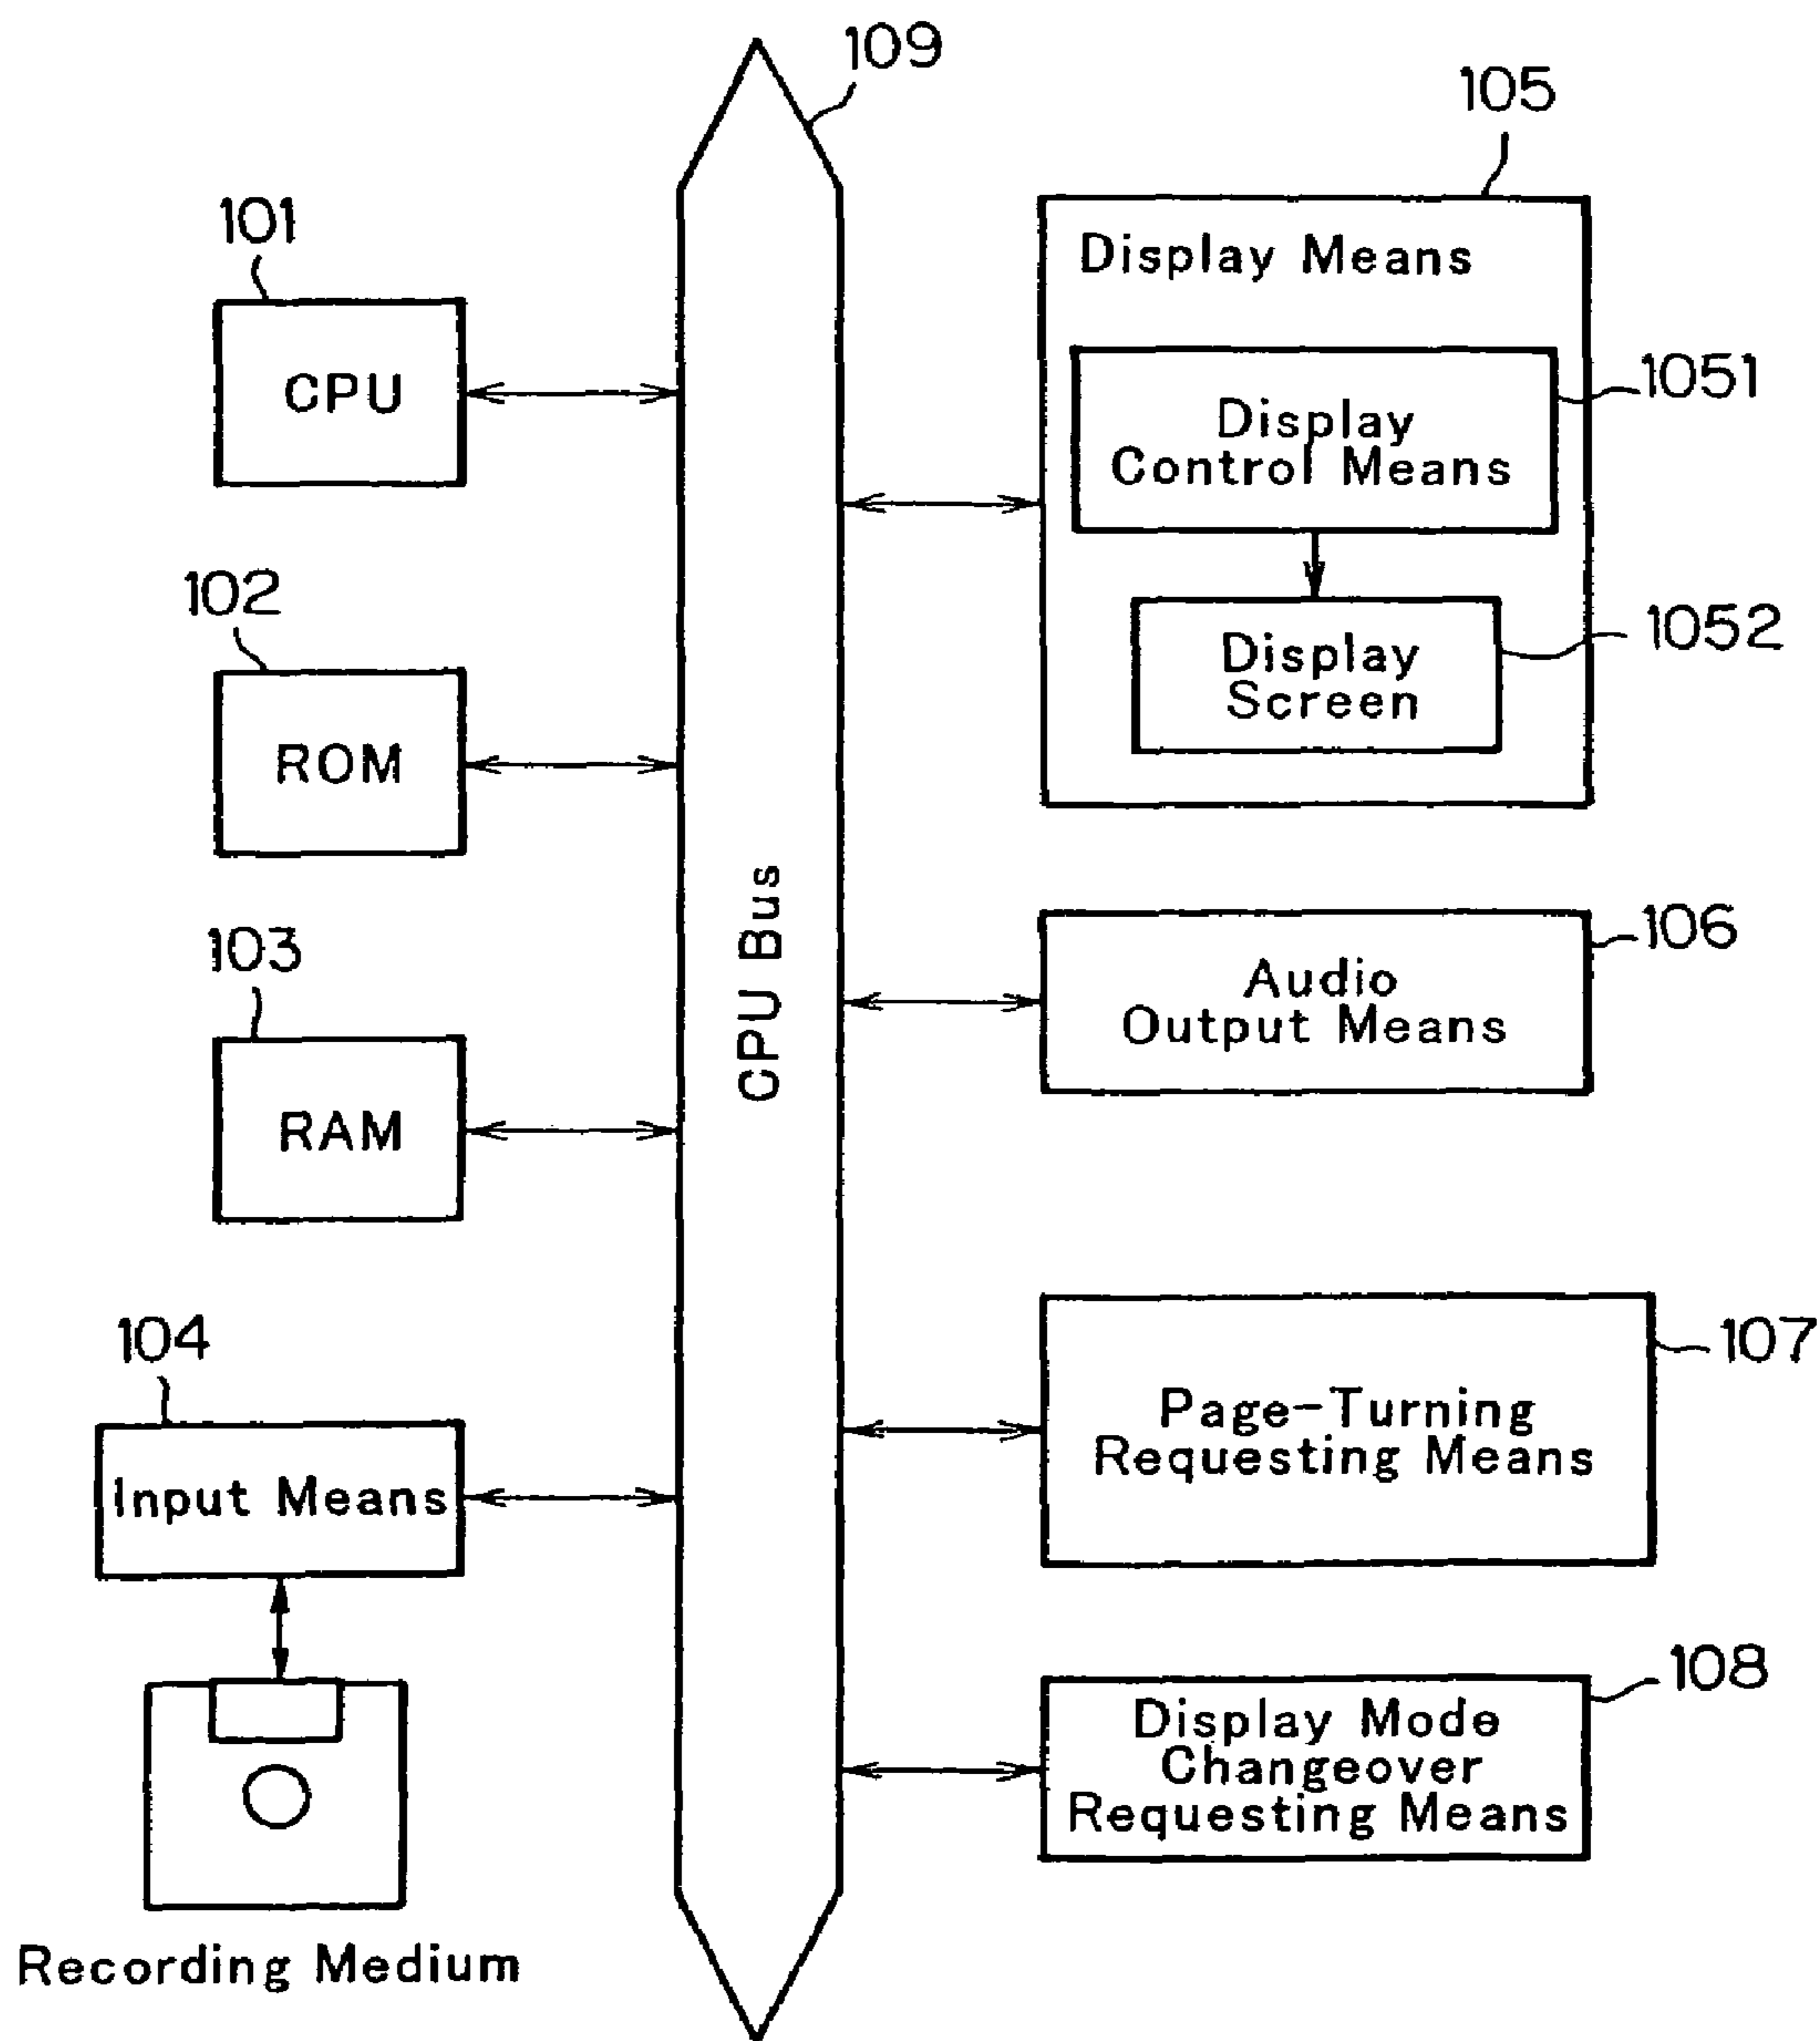 109
105
Display Means
101
CPU
1051
Display
Control Means
1052
Display
Screen
102
ROM
CPU Bus
106
Audio
Output Means
103
RAM
107
Page-Turning
Requesting Means
104
Input Means
108
Display Mode
Changeover
Requesting Means
Recording Medium